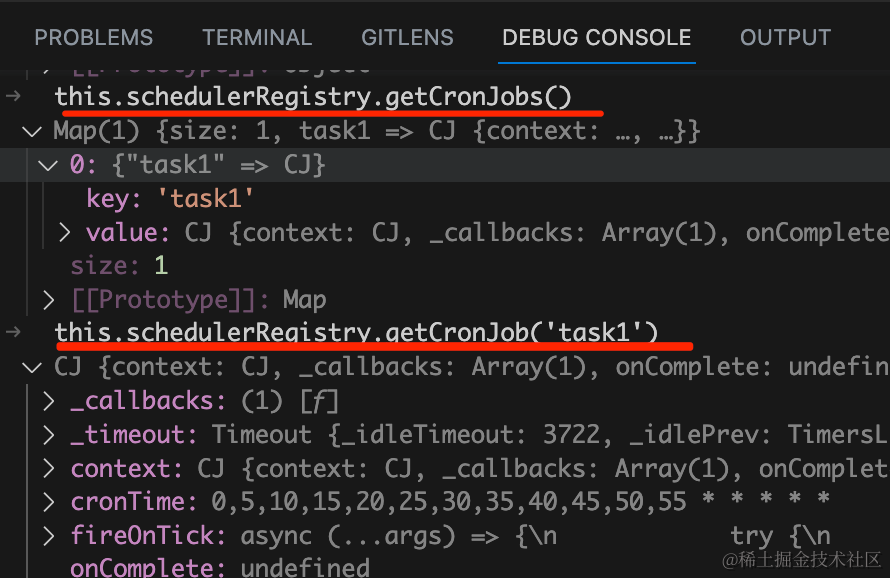 PROBLEMS TERMINAL GITLENS DEBUG CONSOLE OUTPUT
[[Prototype]]: Object
this.schedulerRegistry.getCronJobs()
Map(1) {size: 1, task1 => CJ {context: …, …}}
0: {"task1" => CJ}
key: 'task1'
value: CJ {context: CJ, _callbacks: Array(1), onComplete
size: 1
[[Prototype]]: Map
this.schedulerRegistry.getCronJob('task1')
CJ {context: CJ, _callbacks: Array(1), onComplete: undefin
_callbacks: (1) [ƒ]
_timeout: Timeout {_idleTimeout: 3722, _idlePrev: TimersL
context: CJ {context: CJ, _callbacks: Array(1), onComplet
cronTime: 0,5,10,15,20,25,30,35,40,45,50,55 * * * * *
fireOnTick: async (...args) => {\n try {\n
onComplete: undefined
@稀土掘金技术社区